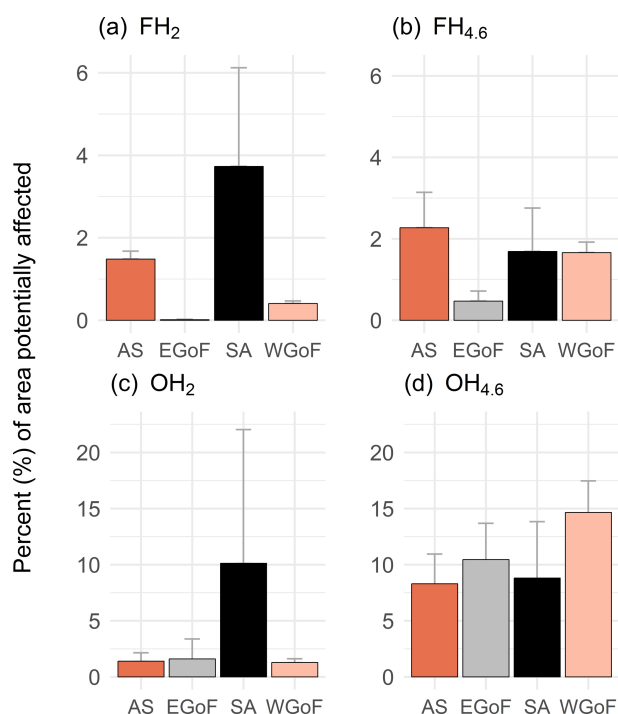 (a) FH₂
(b) FH₄.₆
6
4
2
0
AS EGoF SA WGoF
6
4
2
0
AS EGoF SA WGoF
Percent (%) of area potentially affected
(c) OH₂
(d) OH₄.₆
20
15
10
5
0
AS EGoF SA WGoF
20
15
10
5
0
AS EGoF SA WGoF